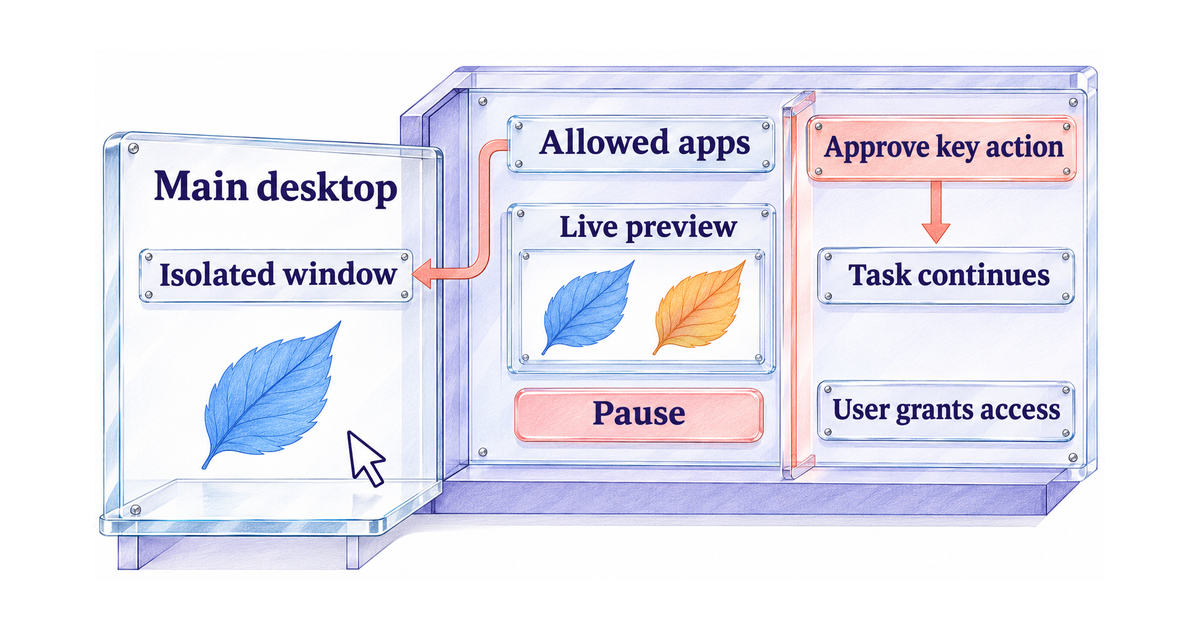 Main desktop
Isolated window
Allowed apps
Live preview
Pause
Approve key action
Task continues
User grants access